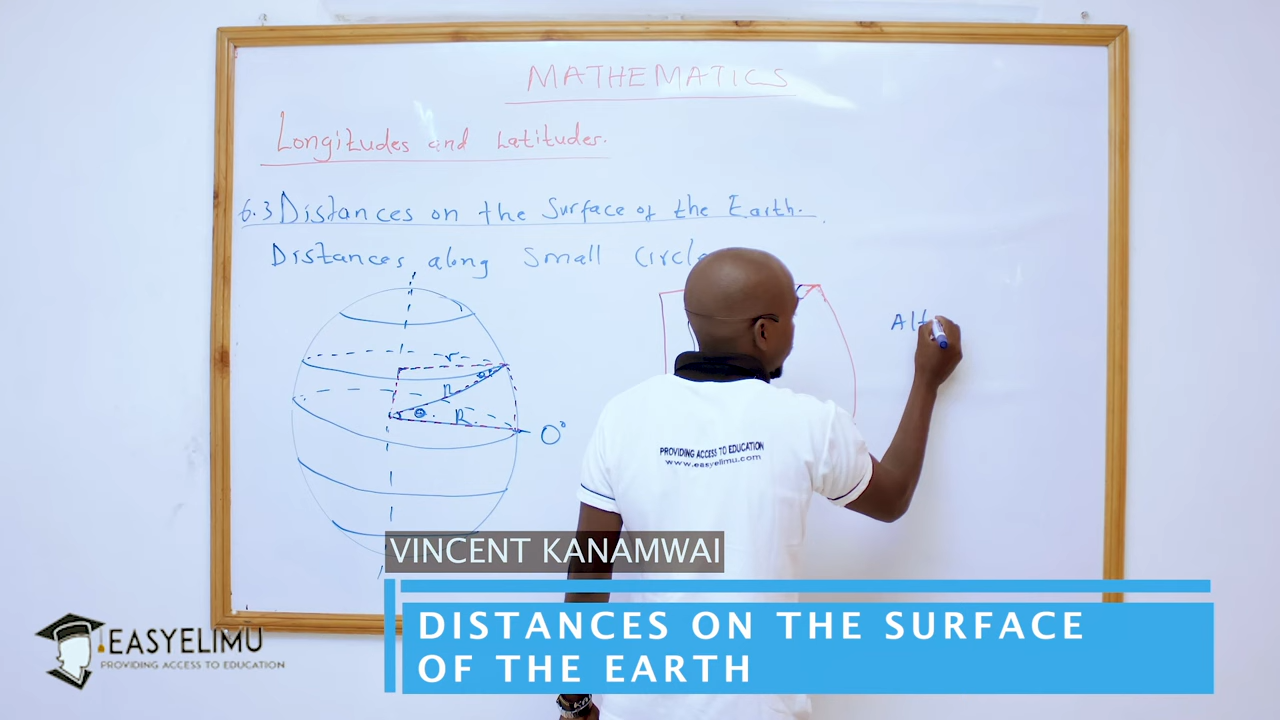 MATHEMATICS
Longitudes and Latitudes.
6.3 Distances on the Surface of the Earth.
Distances along Small Circle
r
θ
R
θ
R
0°
Alt
PROVIDING ACCESS TO EDUCATION
www.easyelimu.com
VINCENT KANAMWAI
DISTANCES ON THE SURFACE
OF THE EARTH
EASYELIMU
PROVIDING ACCESS TO EDUCATION